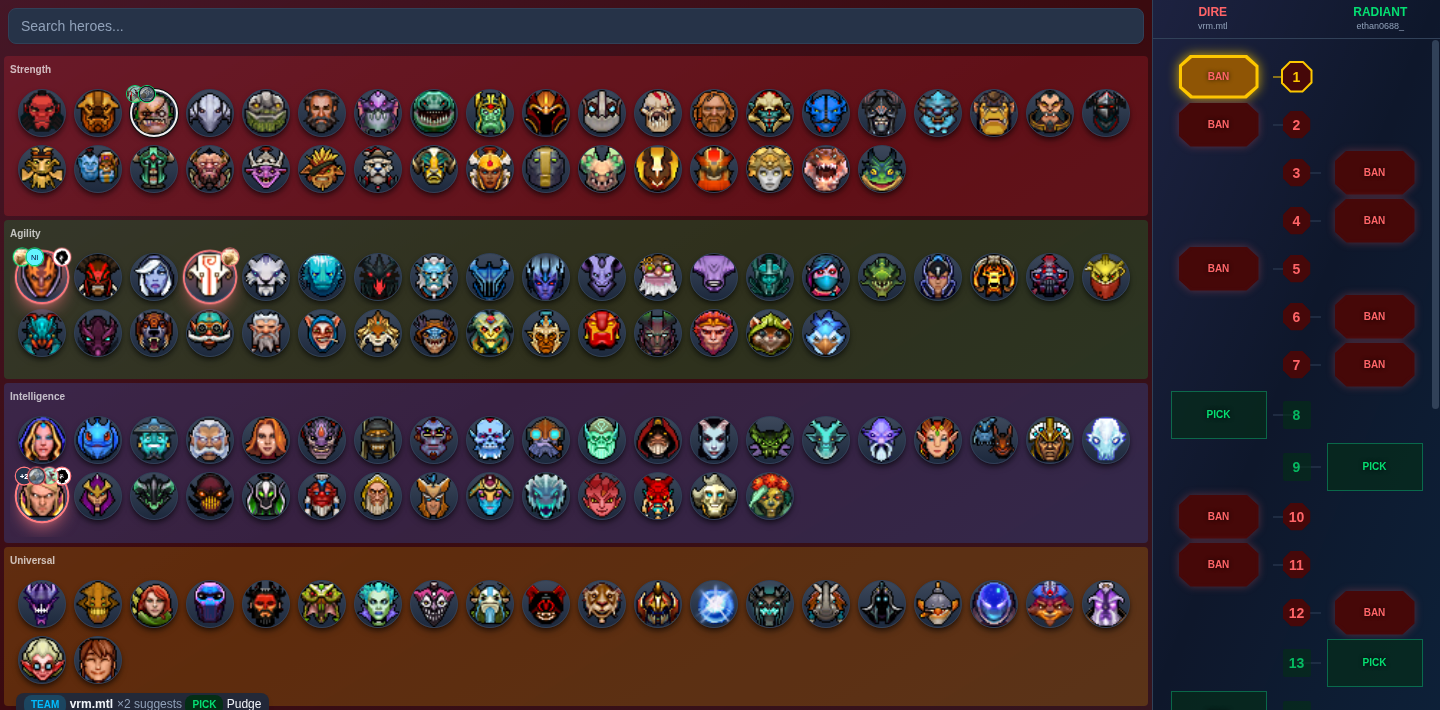 Search heroes...
DIRE
vrm.mtl
RADIANT
ethan0688_
Strength
Agility
NI
Intelligence
+2
Universal
BAN 1
BAN 2
3 BAN
4 BAN
BAN 5
6 BAN
7 BAN
PICK 8
9 PICK
BAN 10
BAN 11
12 BAN
13 PICK
TEAM vrm.mtl ×2 suggests PICK Pudge